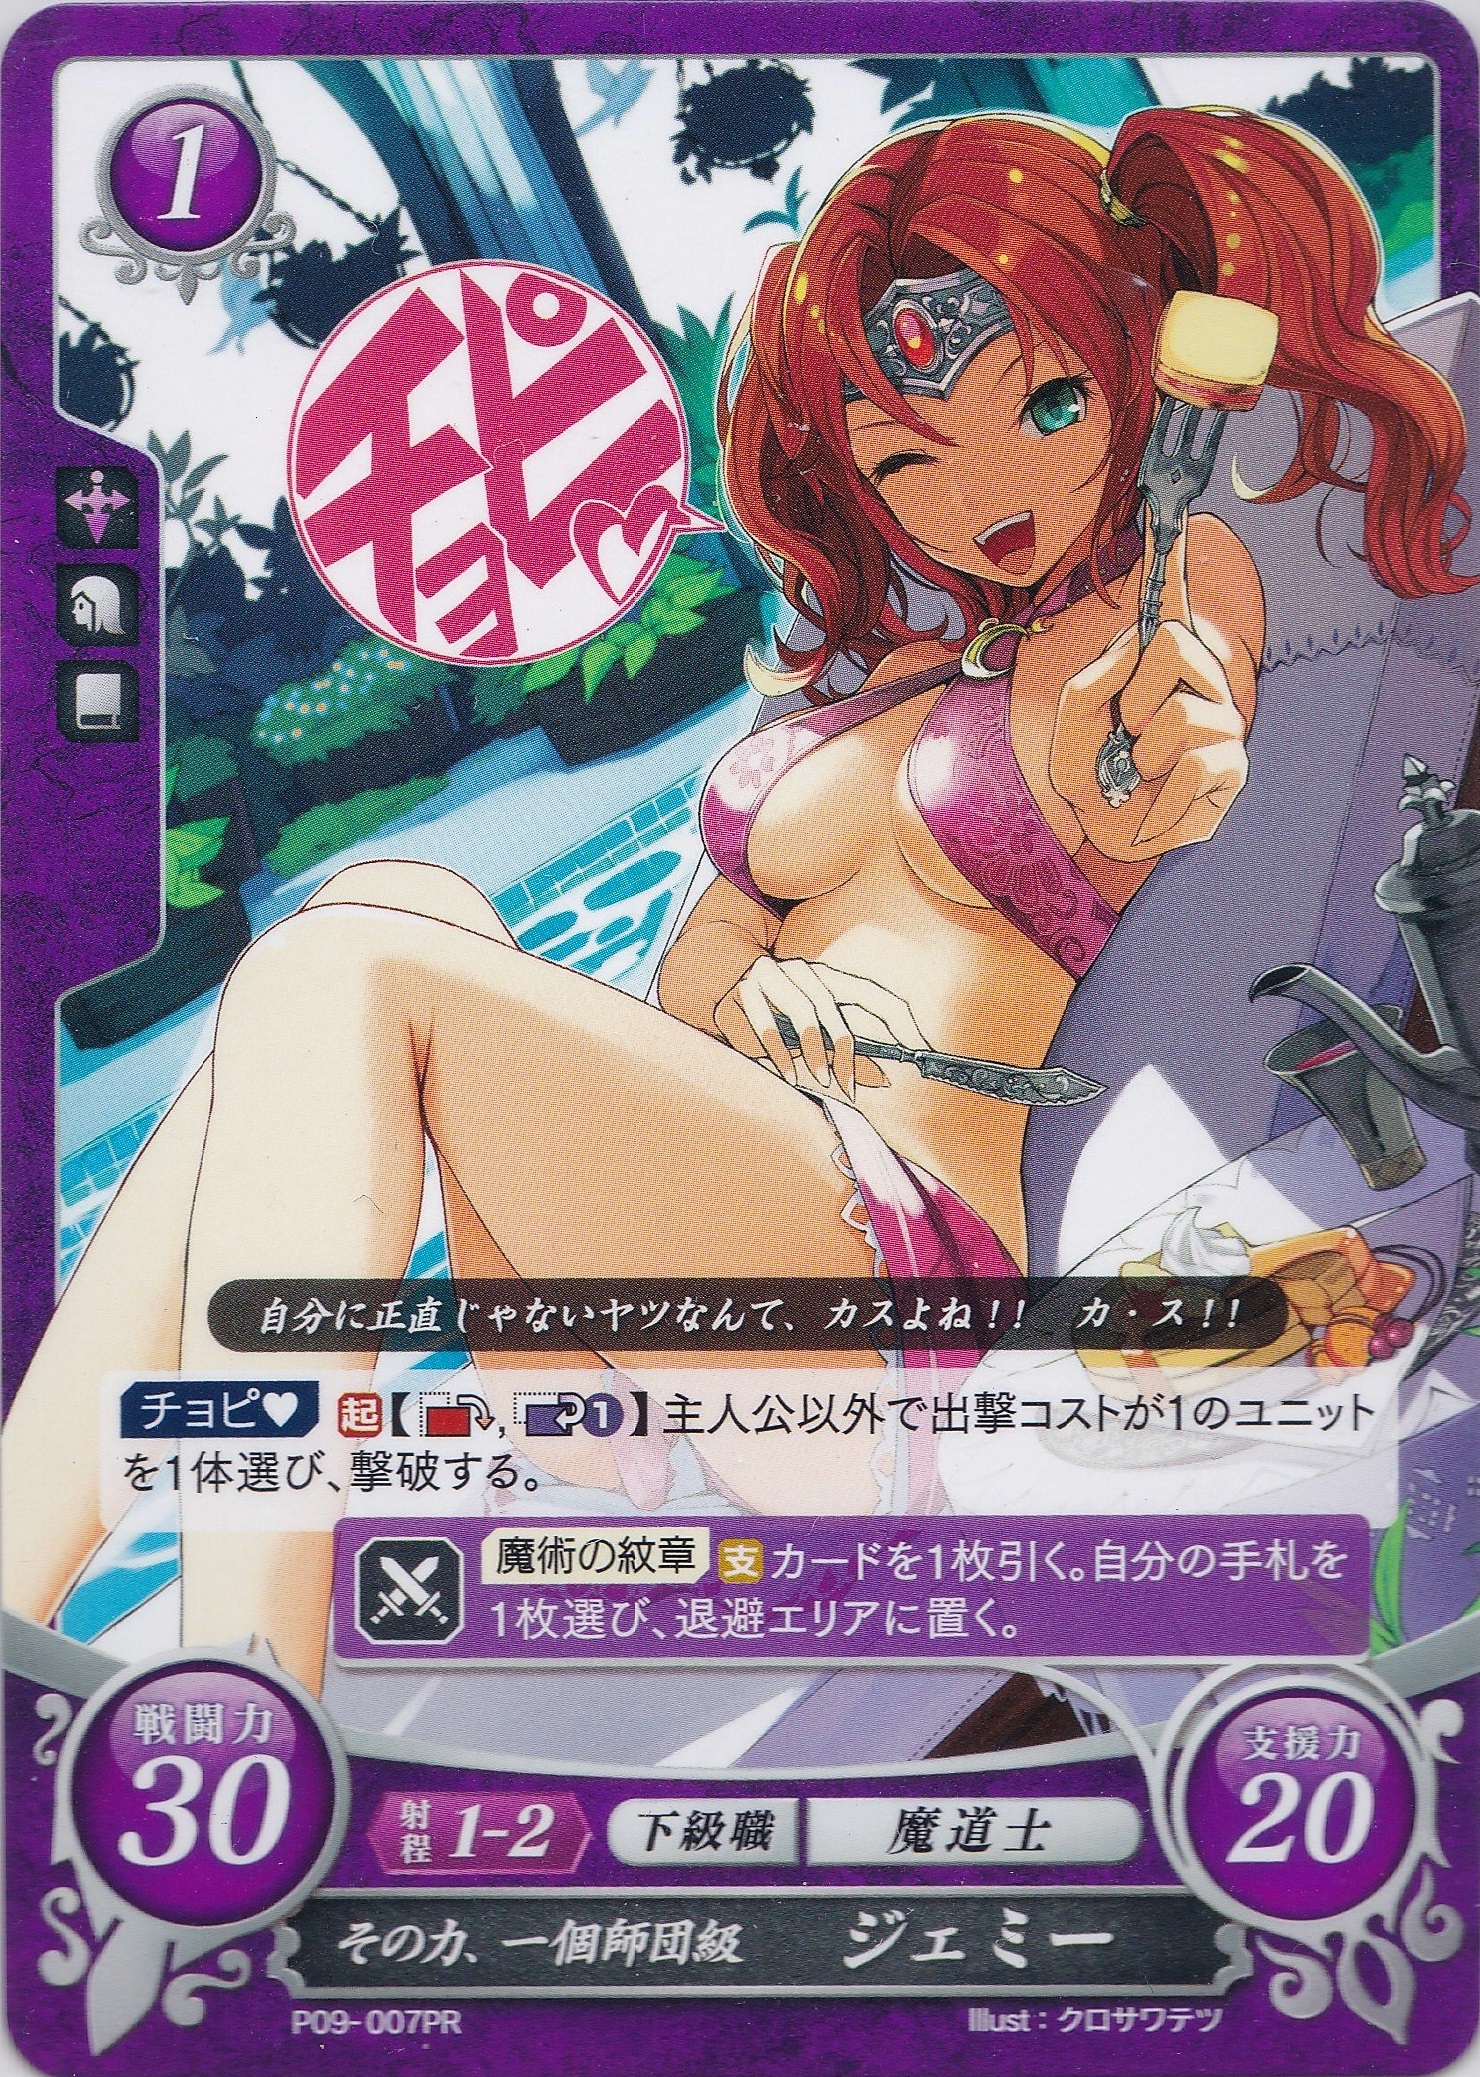 1
チョピ♡
自分に正直じゃないヤツなんて、カスよね!!　カ・ス!!
チョピ♥ 起【, 1】主人公以外で出撃コストが1のユニット
を1体選び、撃破する。
魔術の紋章 支 カードを1枚引く。自分の手札を
1枚選び、退避エリアに置く。
戦闘力
30
射程 1-2 下級職 魔道士
支援力
20
その力、一個師団級 ジェミー
P09-007PR Illust：クロサワテツ